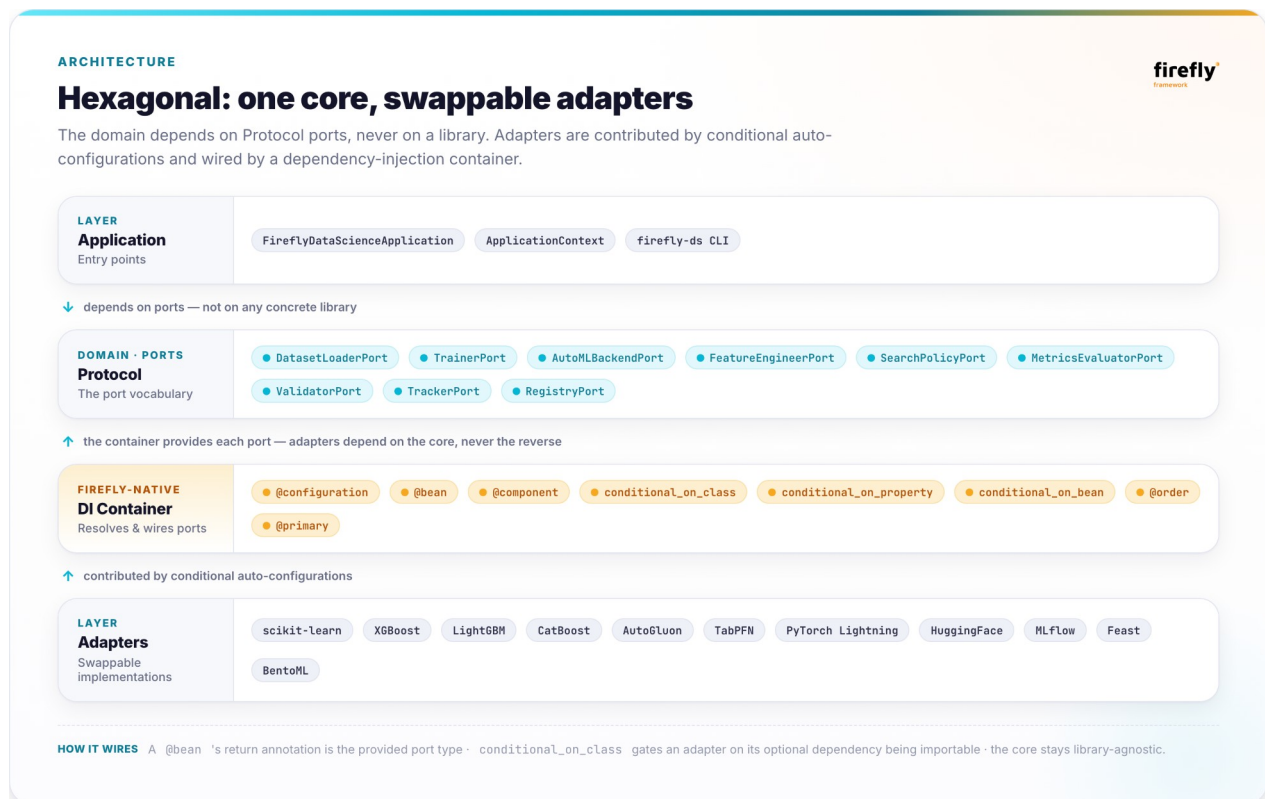 ARCHITECTURE
firefly
framework
Hexagonal: one core, swappable adapters
The domain depends on Protocol ports, never on a library. Adapters are contributed by conditional auto-
configurations and wired by a dependency-injection container.
LAYER
Application
Entry points
FireflyDataScienceApplication ApplicationContext firefly-ds CLI
↓ depends on ports — not on any concrete library
DOMAIN · PORTS
Protocol
The port vocabulary
DatasetLoaderPort TrainerPort AutoMLBackendPort FeatureEngineerPort SearchPolicyPort MetricsEvaluatorPort
ValidatorPort TrackerPort RegistryPort
↑ the container provides each port — adapters depend on the core, never the reverse
FIREFLY-NATIVE
DI Container
Resolves & wires ports
@configuration @bean @component conditional_on_class conditional_on_property conditional_on_bean @order
@primary
↑ contributed by conditional auto-configurations
LAYER
Adapters
Swappable
implementations
scikit-learn XGBoost LightGBM CatBoost AutoGluon TabPFN PyTorch Lightning HuggingFace MLflow Feast
BentoML
HOW IT WIRES A @bean 's return annotation is the provided port type · conditional_on_class gates an adapter on its optional dependency being importable · the core stays library-agnostic.